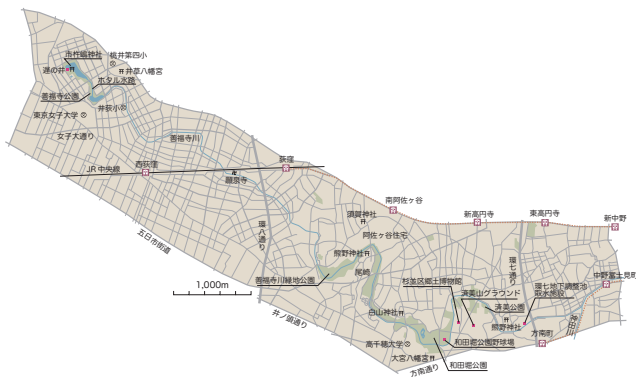 市杵嶋神社
桃井第四小
遅の井
井草八幡宮
ホタル水路
善福寺公園
井荻小
東京女子大学
女子大通り
善福寺川
西荻窪
荻窪
JR中央線
願泉寺
南阿佐ヶ谷
須賀神社
新高円寺
東高円寺
新中野
環八通り
阿佐ヶ谷住宅
五日市街道
熊野神社
尾崎
環七通り
善福寺川緑地公園
杉並区郷土博物館
済美山グラウンド
環七地下調整池
取水施設
中野富士見町
済美公園
1,000m
井ノ頭通り
白山神社
熊野神社
神田川
方南町
高千穂大学
和田堀公園野球場
大宮八幡宮
和田堀公園
方南通り